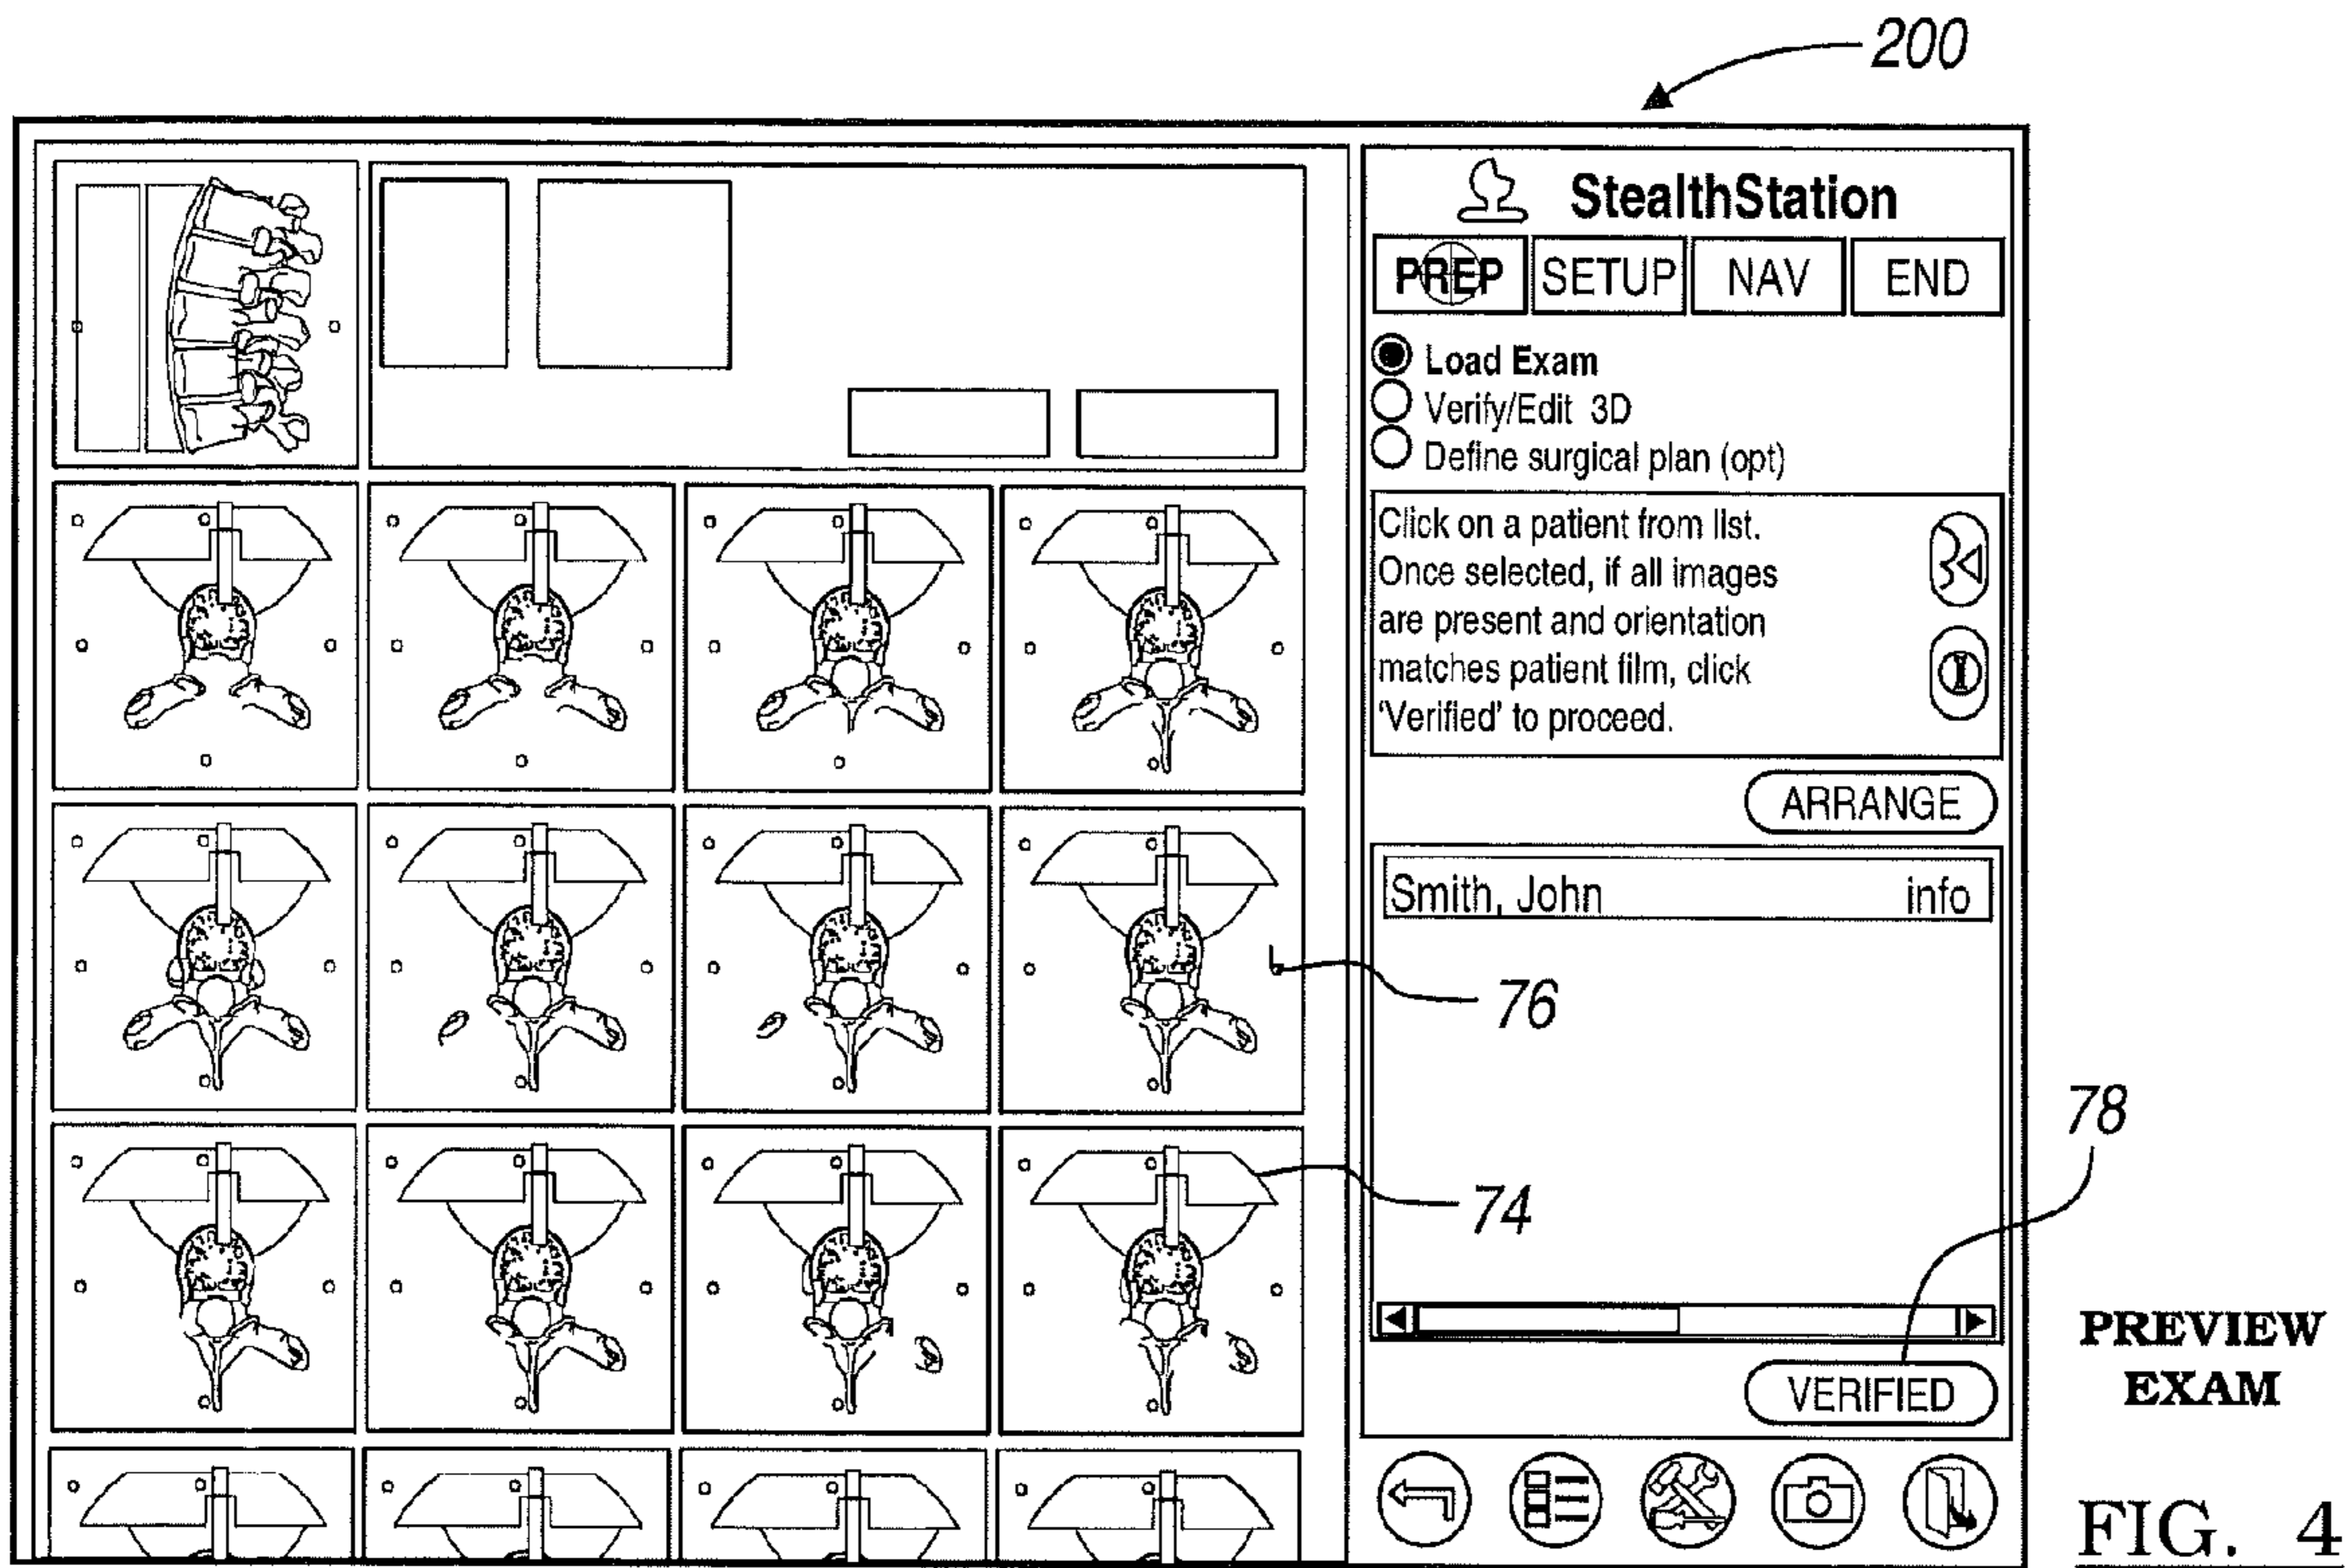 200
StealthStation
PREP SETUP NAV END
Load Exam
Verify/Edit 3D
Define surgical plan (opt)
Click on a patient from list.
Once selected, if all images
are present and orientation
matches patient film, click
'Verified' to proceed.
ARRANGE
Smith, John info
76
78
74
VERIFIED
PREVIEW
EXAM
FIG. 4